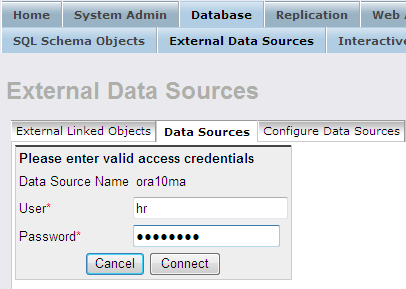 Home System Admin Database Replication Web
SQL Schema Objects External Data Sources Interactive
External Data Sources
External Linked Objects Data Sources Configure Data Sources
Please enter valid access credentials
Data Source Name ora10ma
User* hr
Password* ••••••••
Cancel Connect